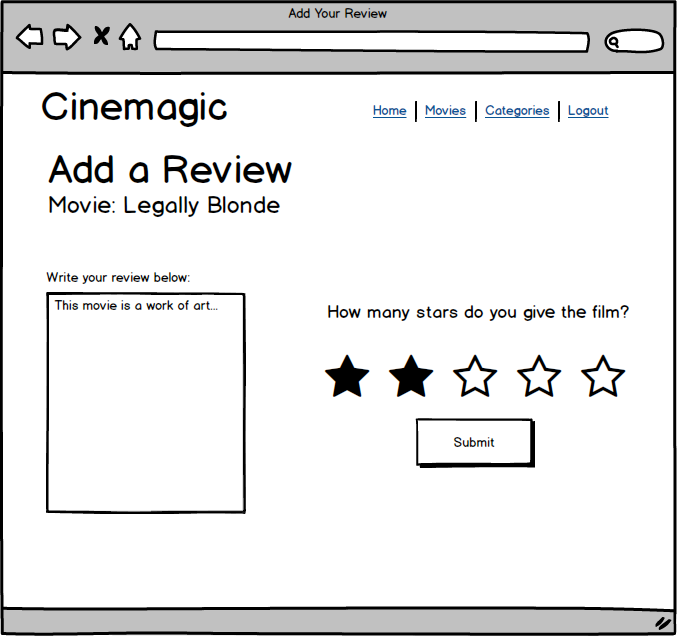 Add Your Review
Cinemagic
Home Movies Categories Logout
Add a Review
Movie: Legally Blonde
Write your review below:
This movie is a work of art...
How many stars do you give the film?
Submit